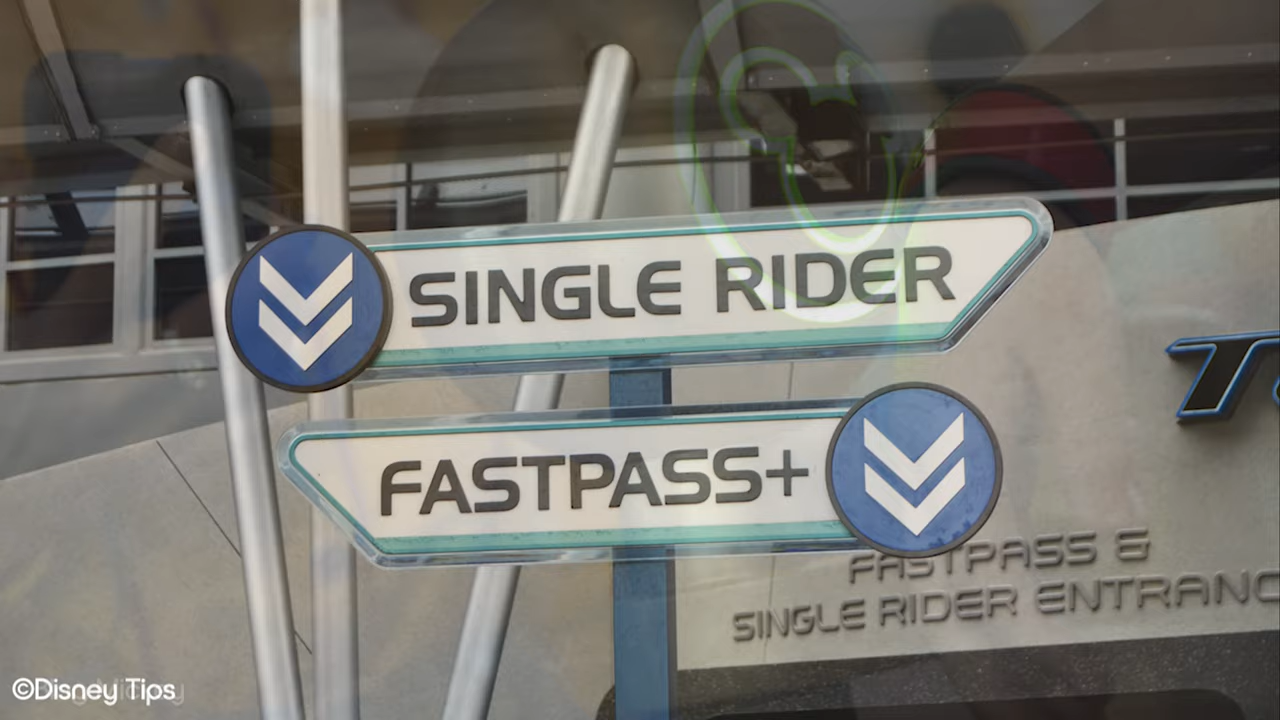 SINGLE RIDER
FASTPASS+
FASTPASS &
SINGLE RIDER ENTRANC
©Disney Tips